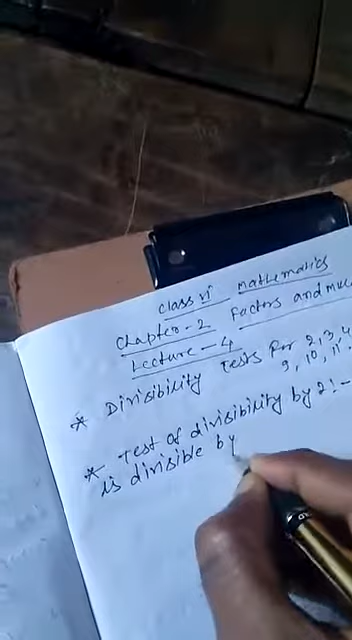 class vi mathematics
Chapter-2 Factors and mul
Lecture-4
* Divisibility tests for 2, 3, 4
9, 10, 11.
* Test of divisibility by 2:-
is divisible by